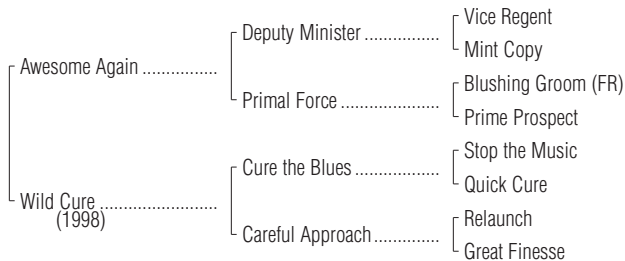 Vice Regent
Deputy Minister ...............
Mint Copy
Awesome Again ...............
Blushing Groom (FR)
Primal Force ....................
Prime Prospect
Stop the Music
Cure the Blues .................
Quick Cure
Wild Cure ........................
(1998)
Relaunch
Careful Approach .............
Great Finesse